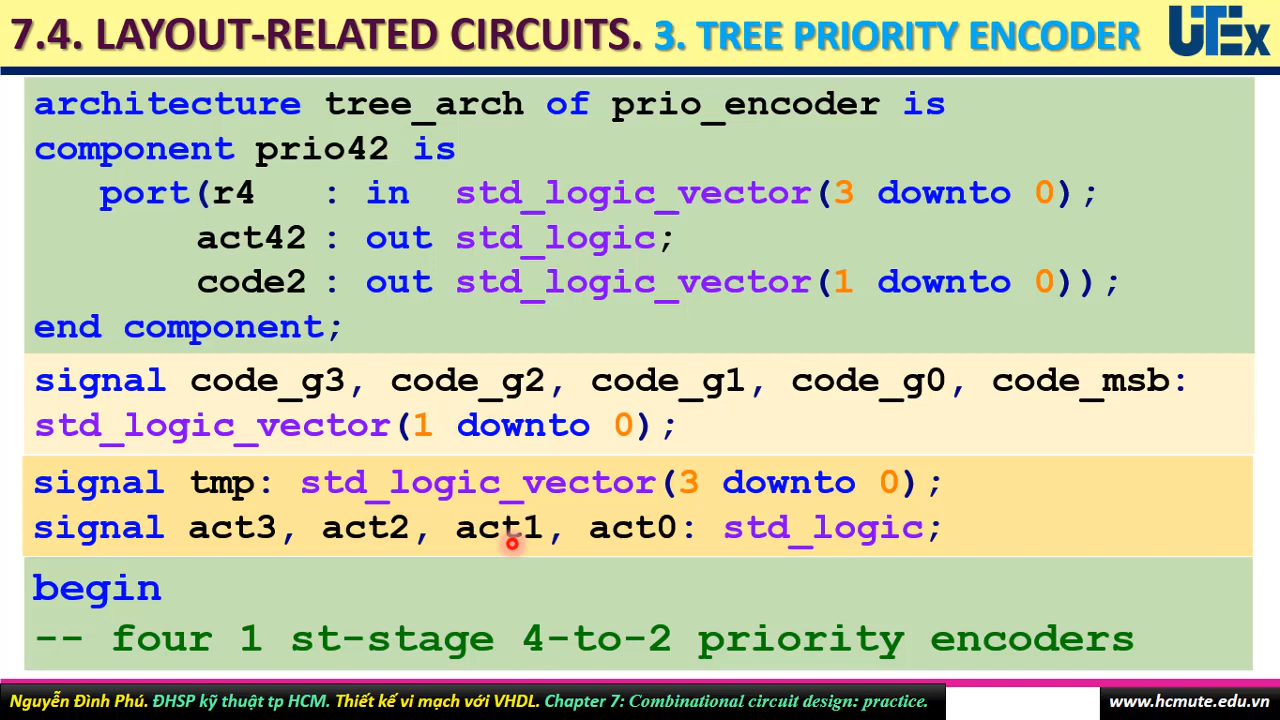 7.4. LAYOUT-RELATED CIRCUITS. 3. TREE PRIORITY ENCODER UTEx
architecture tree_arch of prio_encoder is
component prio42 is
port(r4 : in std_logic_vector(3 downto 0);
act42 : out std_logic;
code2 : out std_logic_vector(1 downto 0));
end component;
signal code_g3, code_g2, code_g1, code_g0, code_msb:
std_logic_vector(1 downto 0);
signal tmp: std_logic_vector(3 downto 0);
signal act3, act2, act1, act0: std_logic;
begin
-- four 1 st-stage 4-to-2 priority encoders
Nguyễn Đình Phú. ĐHSP kỹ thuật tp HCM. Thiết kế vi mạch với VHDL. Chapter 7: Combinational circuit design: practice. www.hcmute.edu.vn